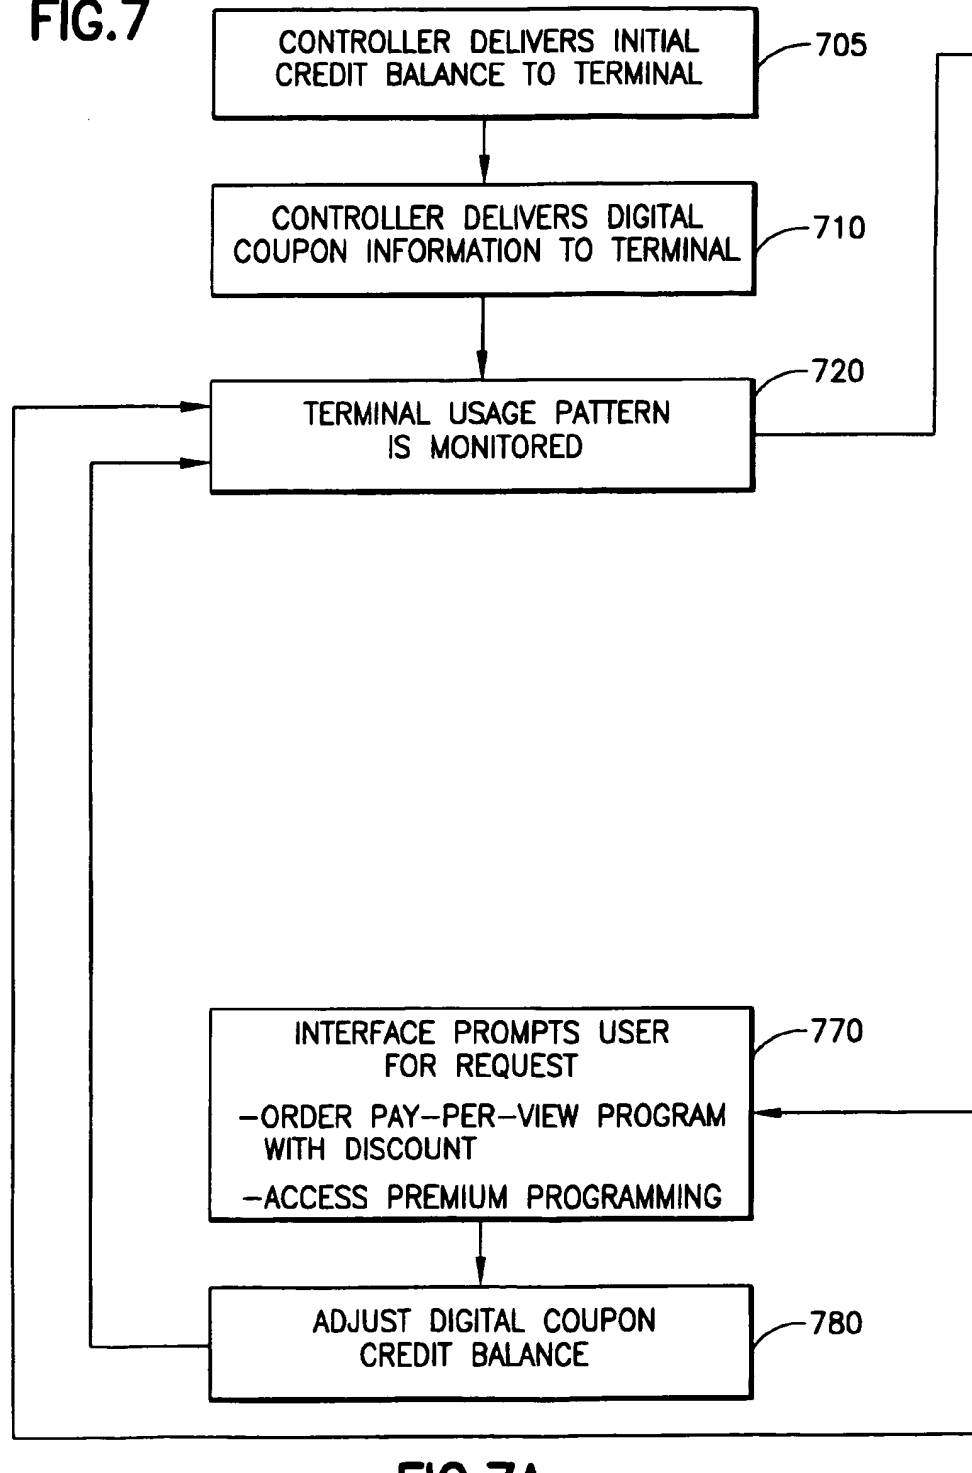 FIG.7
CONTROLLER DELIVERS INITIAL
CREDIT BALANCE TO TERMINAL
705
CONTROLLER DELIVERS DIGITAL
COUPON INFORMATION TO TERMINAL
710
TERMINAL USAGE PATTERN
IS MONITORED
720
INTERFACE PROMPTS USER
FOR REQUEST
-ORDER PAY-PER-VIEW PROGRAM
WITH DISCOUNT
-ACCESS PREMIUM PROGRAMMING
770
ADJUST DIGITAL COUPON
CREDIT BALANCE
780
FIG.7A